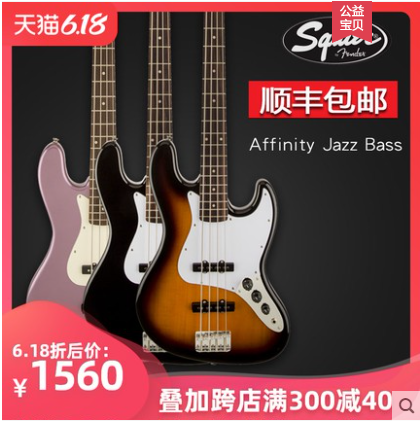 天猫6.18
公益
宝贝
Squier
by Fender
顺丰包邮
Affinity Jazz Bass
6.18折后价：
¥1560
叠加跨店满300减40